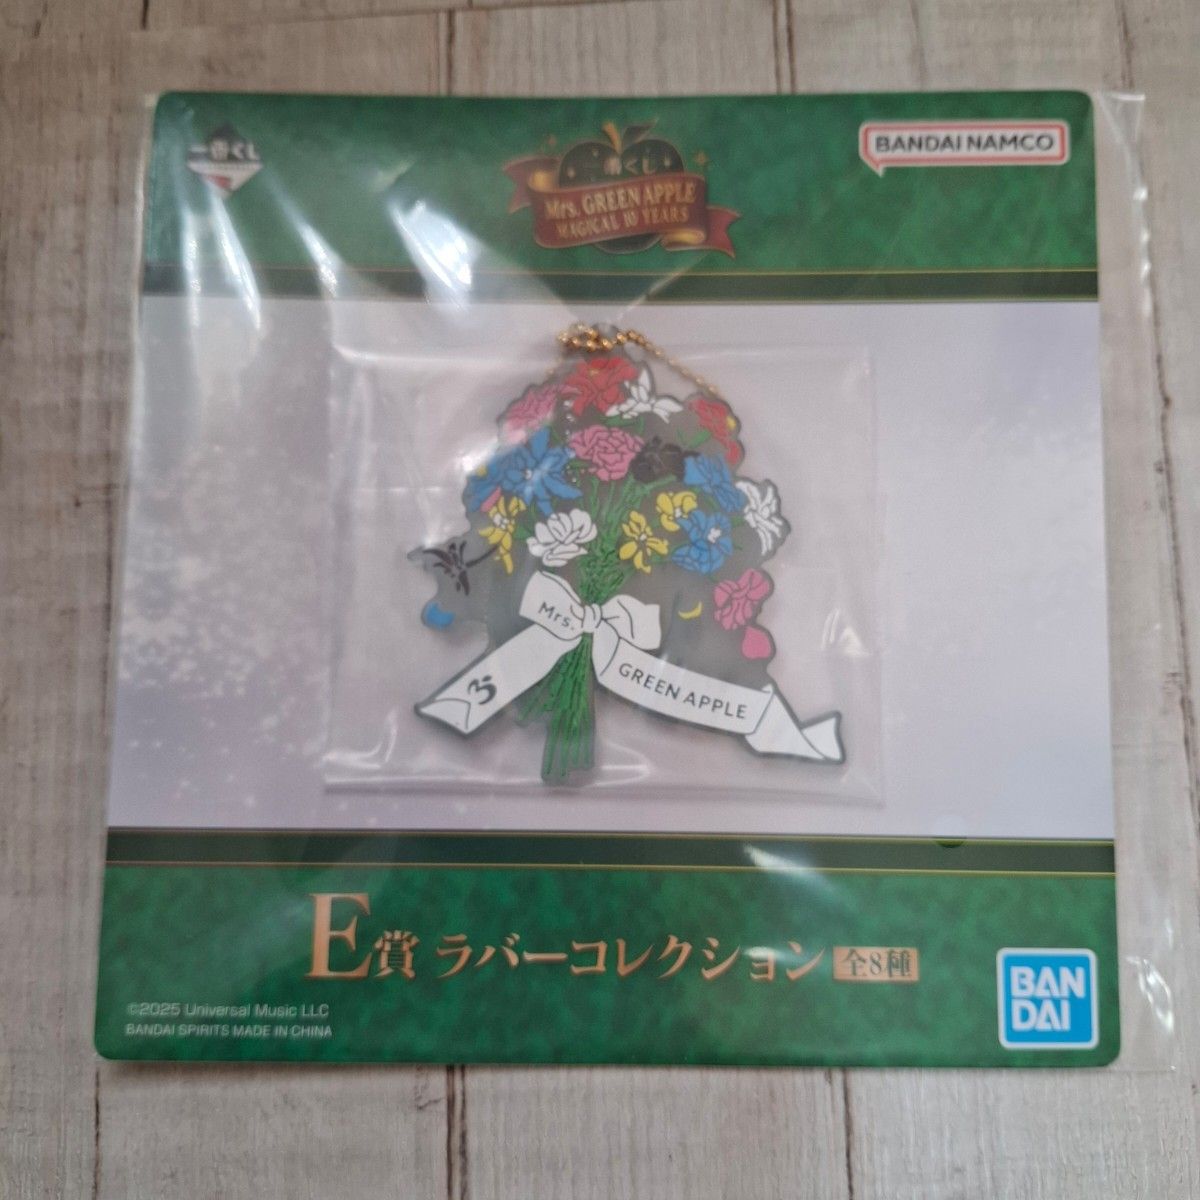 一番くじ
一番くじ
Mrs. GREEN APPLE
MAGICAL 10 YEARS
BANDAI NAMCO
Mrs.
GREEN APPLE
E賞 ラバーコレクション 全8種
©2025 Universal Music LLC
BANDAI SPIRITS MADE IN CHINA
BAN
DAI